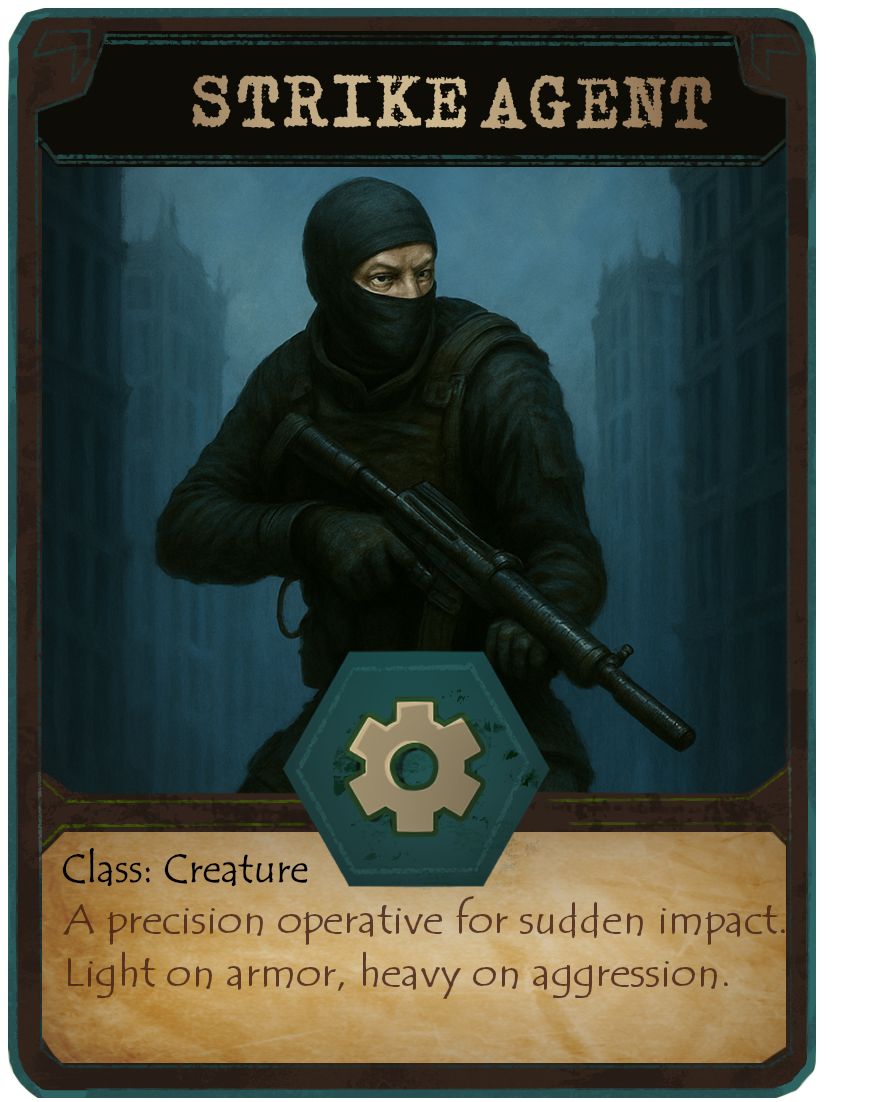 STRIKE AGENT
Class: Creature
A precision operative for sudden impact.
Light on armor, heavy on aggression.